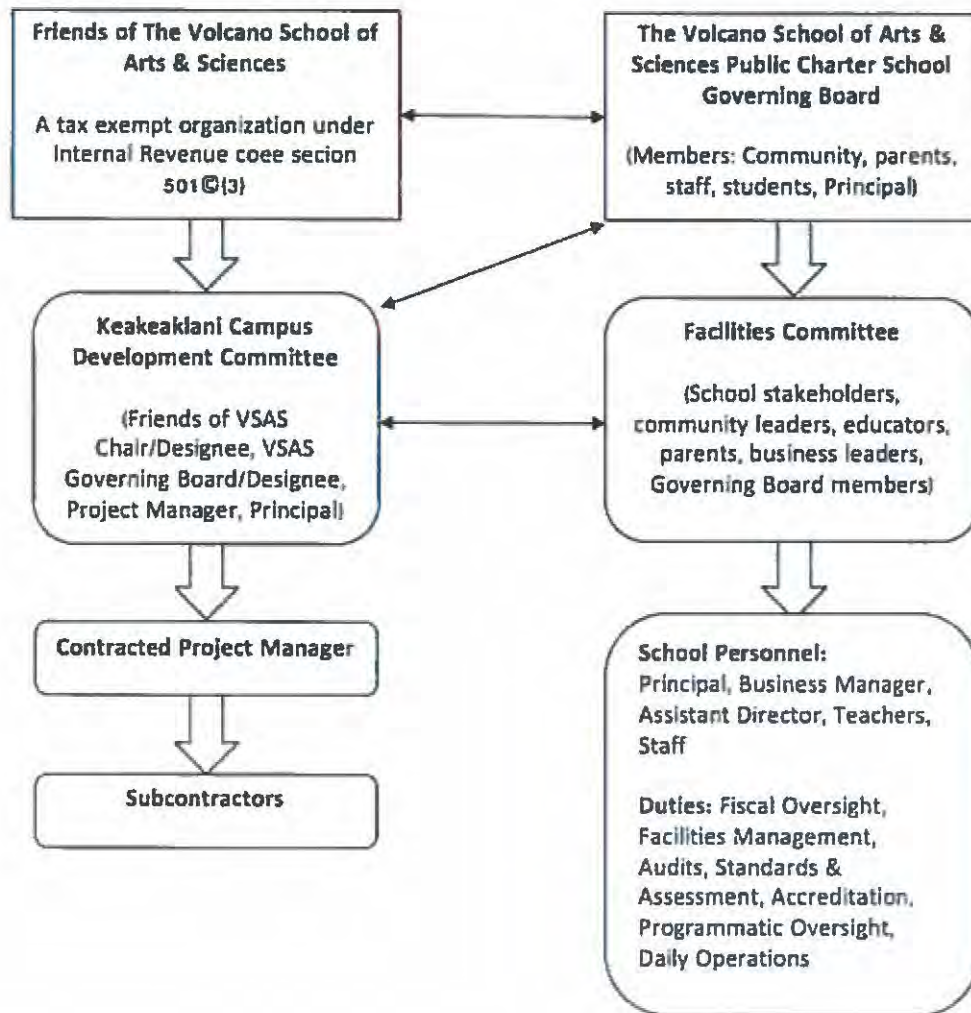 Friends of The Volcano School of
Arts & Sciences
A tax exempt organization under
Internal Revenue coee secion
501©{3}
The Volcano School of Arts &
Sciences Public Charter School
Governing Board
(Members: Community, parents,
staff, students, Principal)
Keakeaklani Campus
Development Committee
(Friends of VSAS
Chair/Designee, VSAS
Governing Board/Designee,
Project Manager, Principal)
Facilities Committee
(School stakeholders,
community leaders, educators,
parents, business leaders,
Governing Board members)
Contracted Project Manager
Subcontractors
School Personnel:
Principal, Business Manager,
Assistant Director, Teachers,
Staff
Duties: Fiscal Oversight,
Facilities Management,
Audits, Standards &
Assessment, Accreditation,
Programmatic Oversight,
Daily Operations